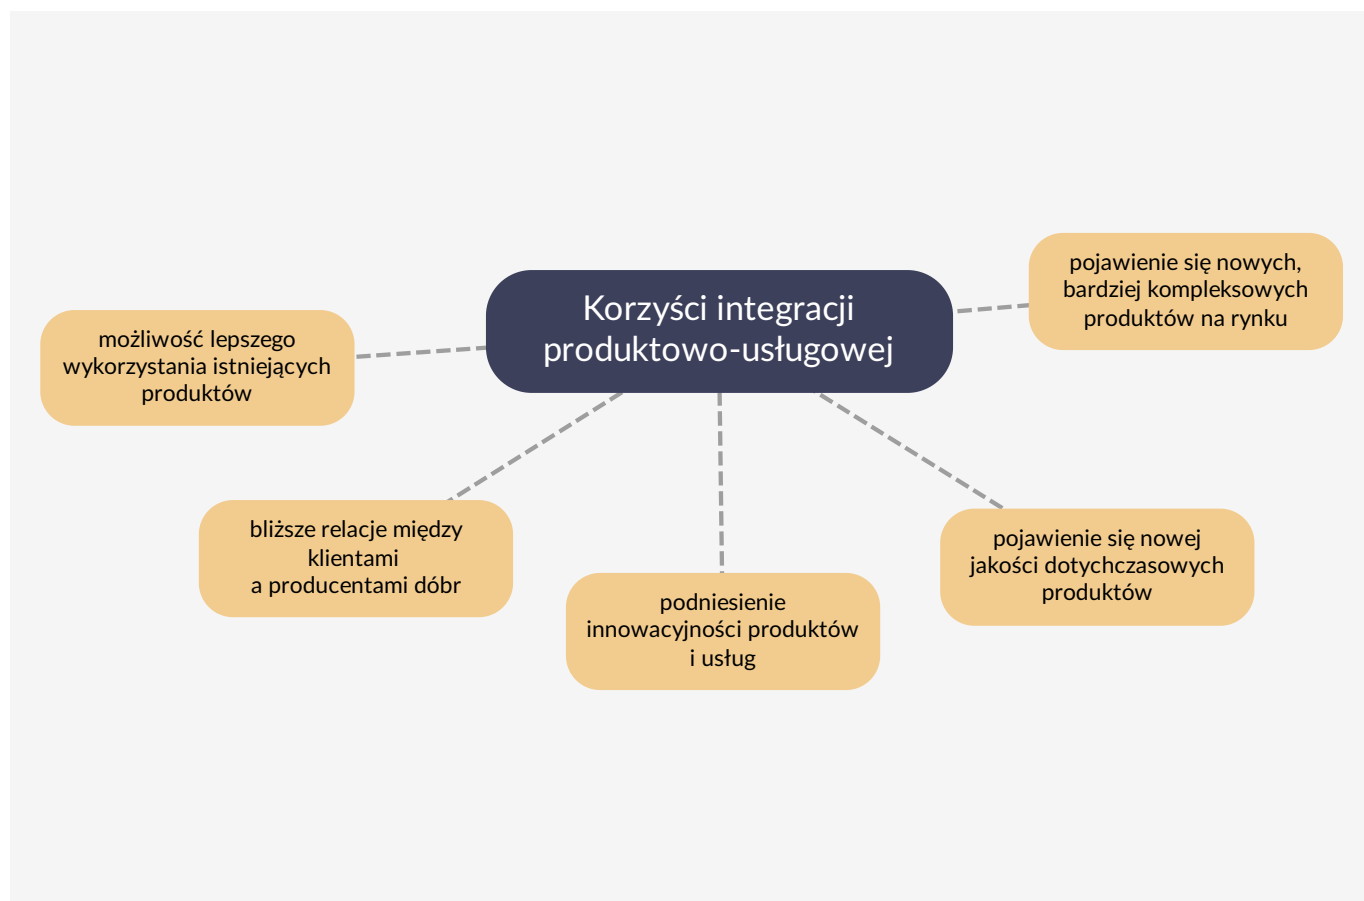 Korzyści integracji
produktowo-usługowej
możliwość lepszego
wykorzystania istniejących
produktów
bliższe relacje między
klientami
a producentami dóbr
podniesienie
innowacyjności produktów
i usług
pojawienie się nowej
jakości dotychczasowych
produktów
pojawienie się nowych,
bardziej kompleksowych
produktów na rynku